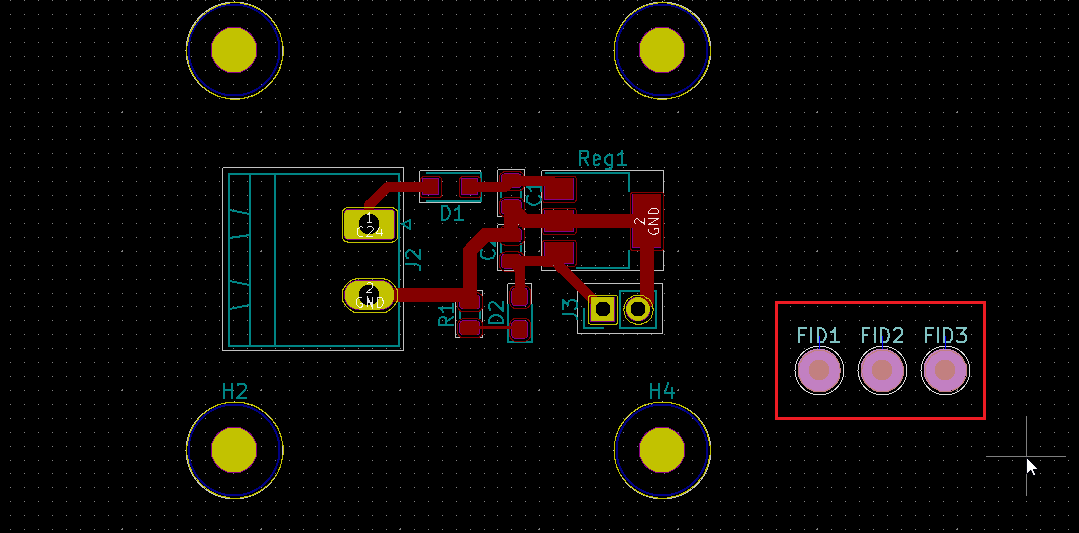 Reg1
C1
D1
1
C24
2
GND
J2
C2
2
GND
R1
D2
J3
FID1 FID2 FID3
H2
H4